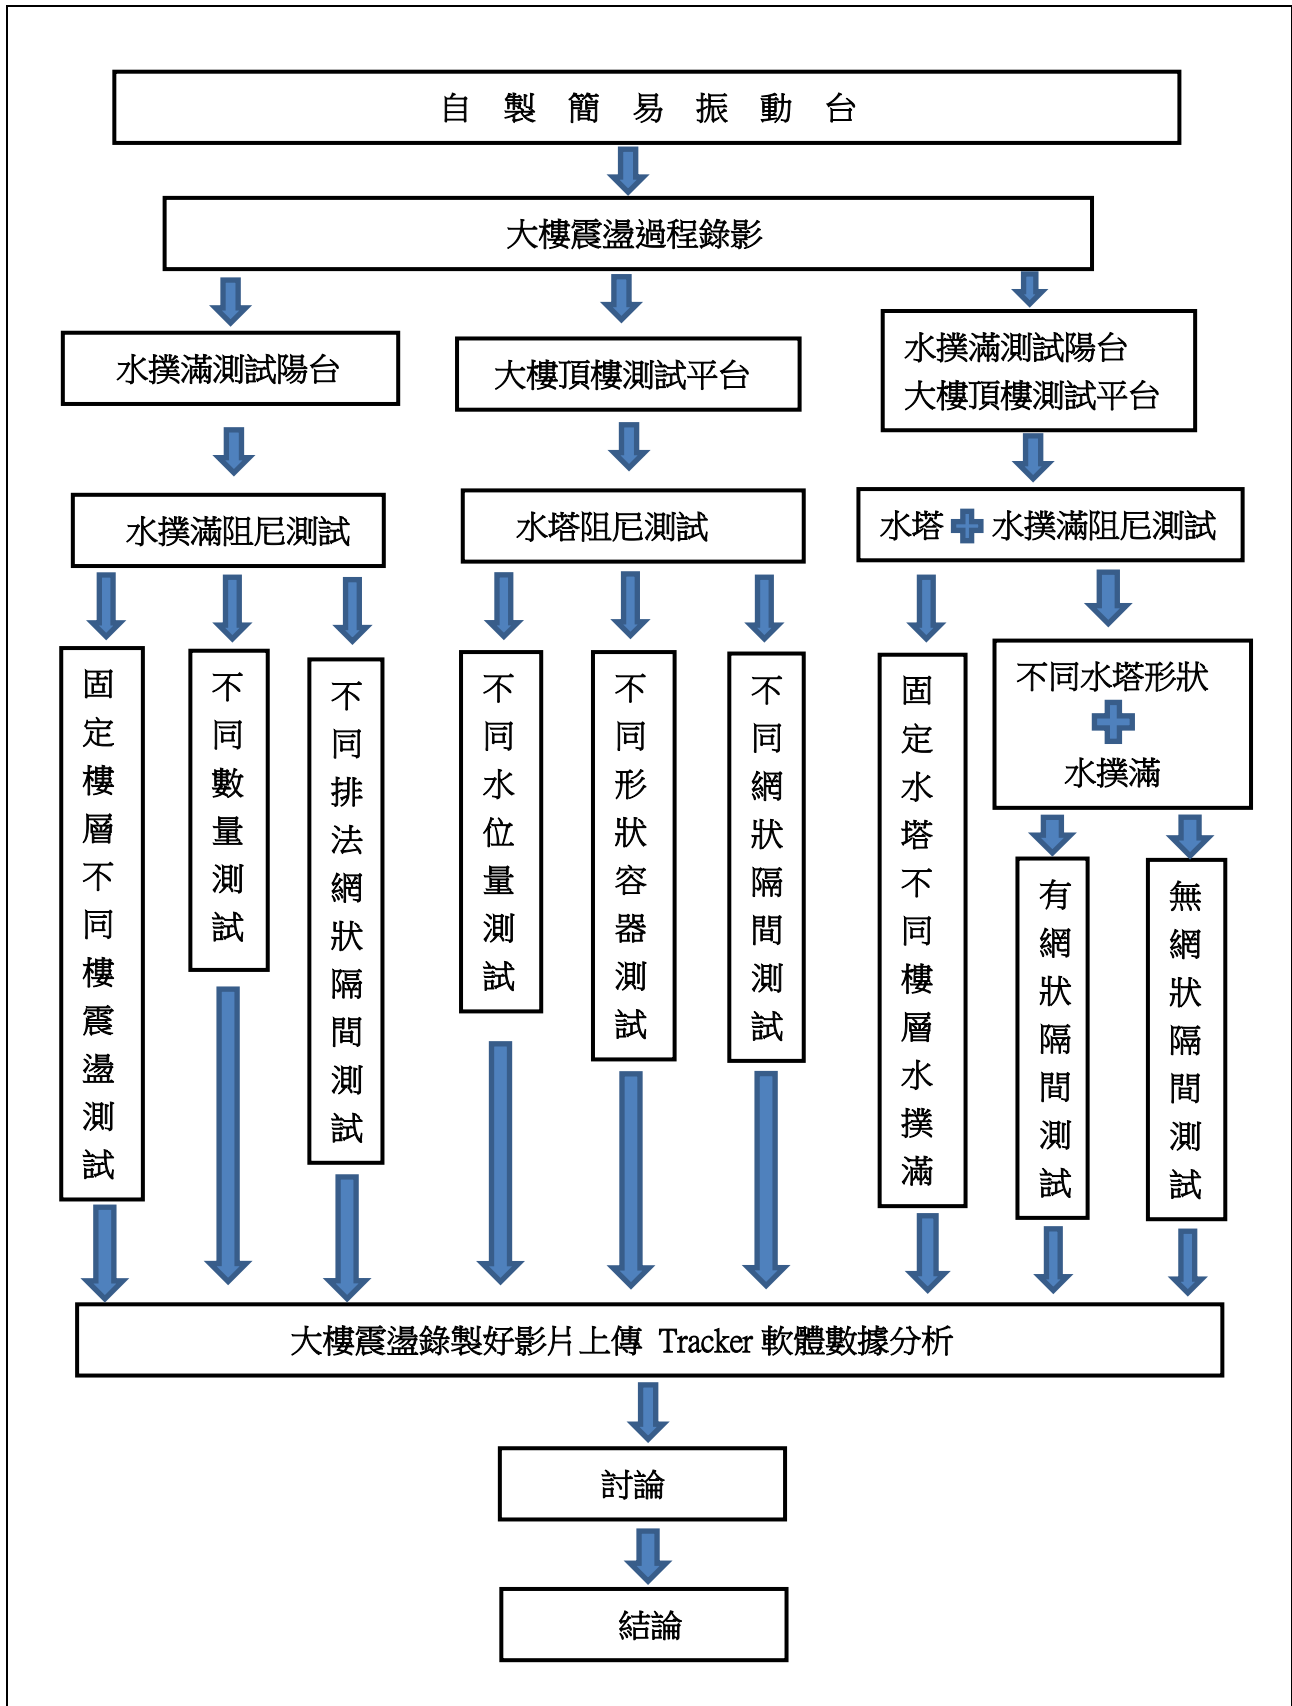 自製簡易振動台
大樓震盪過程錄影
水撲滿測試陽台
大樓頂樓測試平台
水撲滿測試陽台
大樓頂樓測試平台
水撲滿阻尼測試
水塔阻尼測試
水塔 水撲滿阻尼測試
固定樓層不同樓震盪測試
不同數量測試
不同排法網狀隔間測試
不同水位量測試
不同形狀容器測試
不同網狀隔間測試
固定水塔不同樓層水撲滿
不同水塔形狀
水撲滿
有網狀隔間測試
無網狀隔間測試
大樓震盪錄製好影片上傳 Tracker 軟體數據分析
討論
結論